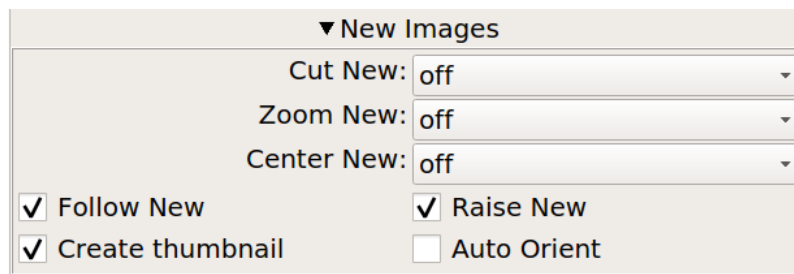 New Images
Cut New: off
Zoom New: off
Center New: off
Follow New Raise New
Create thumbnail Auto Orient